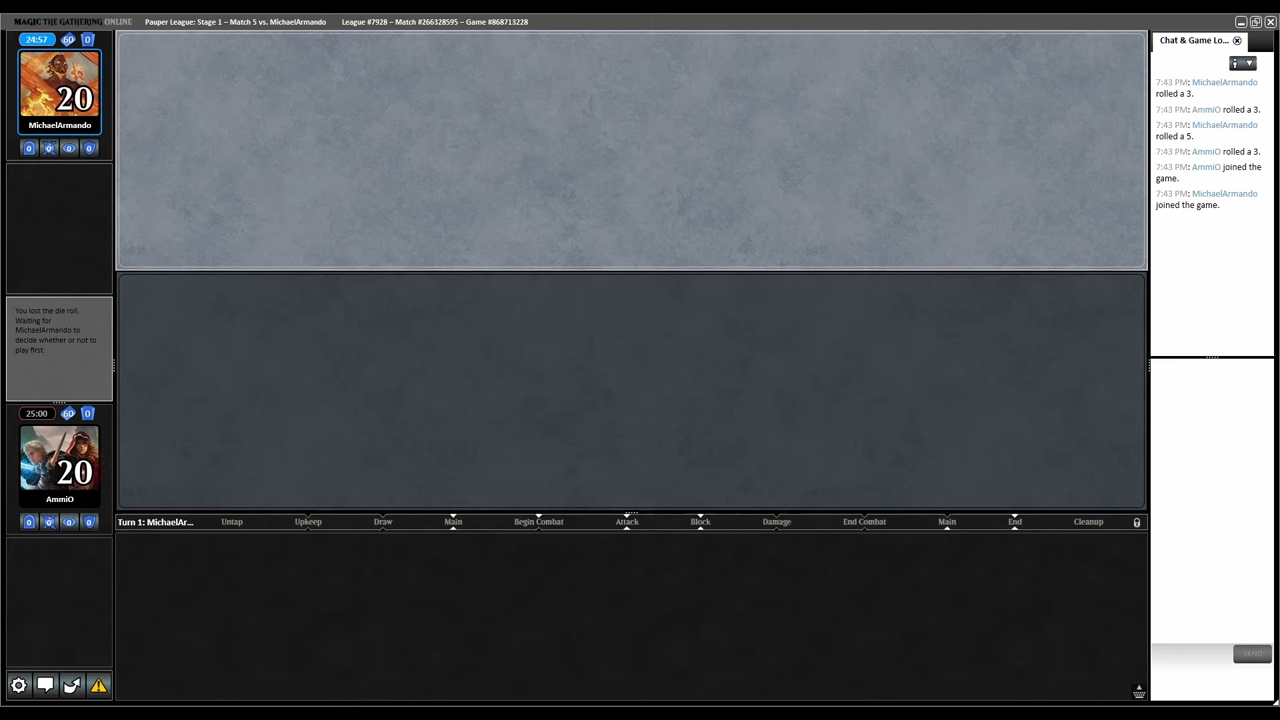 MAGIC THE GATHERING ONLINE Pauper League: Stage 1 – Match 5 vs. MichaelArmando League #7928 – Match #266328595 – Game #868713228
24:57 60 0
20
MichaelArmando
0 0 0 0
You lost the die roll.
Waiting for
MichaelArmando to
decide whether or not to
play first.
25:00 60 0
20
AmmiO
0 0 0 0
Turn 1: MichaelAr... Untap Upkeep Draw Main Begin Combat Attack Block Damage End Combat Main End Cleanup
Chat & Game Lo...
7:43 PM: MichaelArmando
rolled a 3.
7:43 PM: AmmiO rolled a 3.
7:43 PM: MichaelArmando
rolled a 5.
7:43 PM: AmmiO rolled a 3.
7:43 PM: AmmiO joined the
game.
7:43 PM: MichaelArmando
joined the game.
SEND